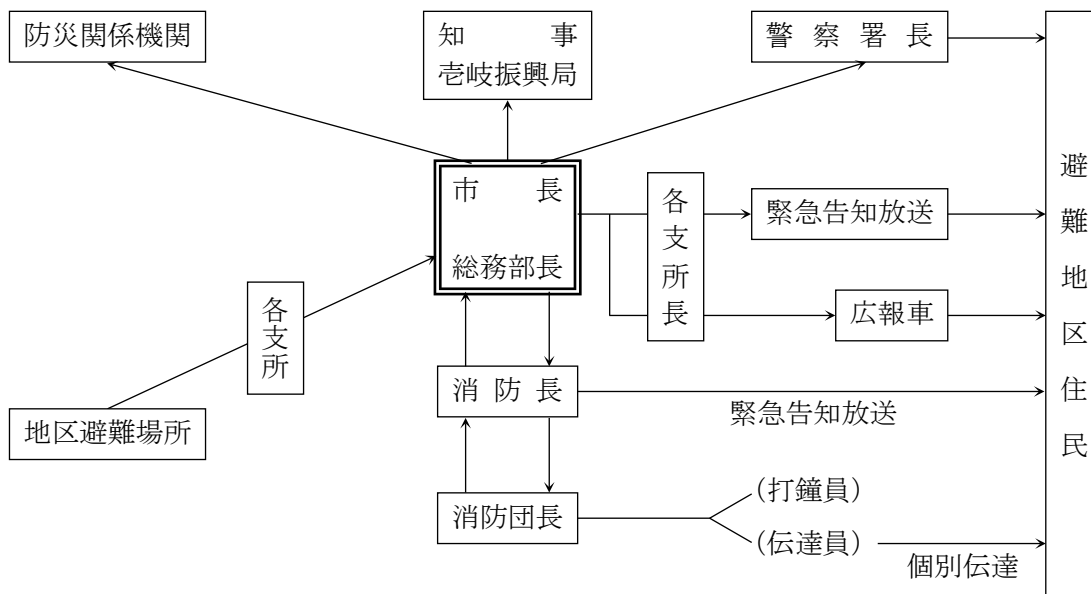 防災関係機関
知事
壱岐振興局
警察署長
市長
総務部長
各支所長
緊急告知放送
広報車
各支所
地区避難場所
消防長
緊急告知放送
消防団長
(打鐘員)
(伝達員)
個別伝達
避難地区住民